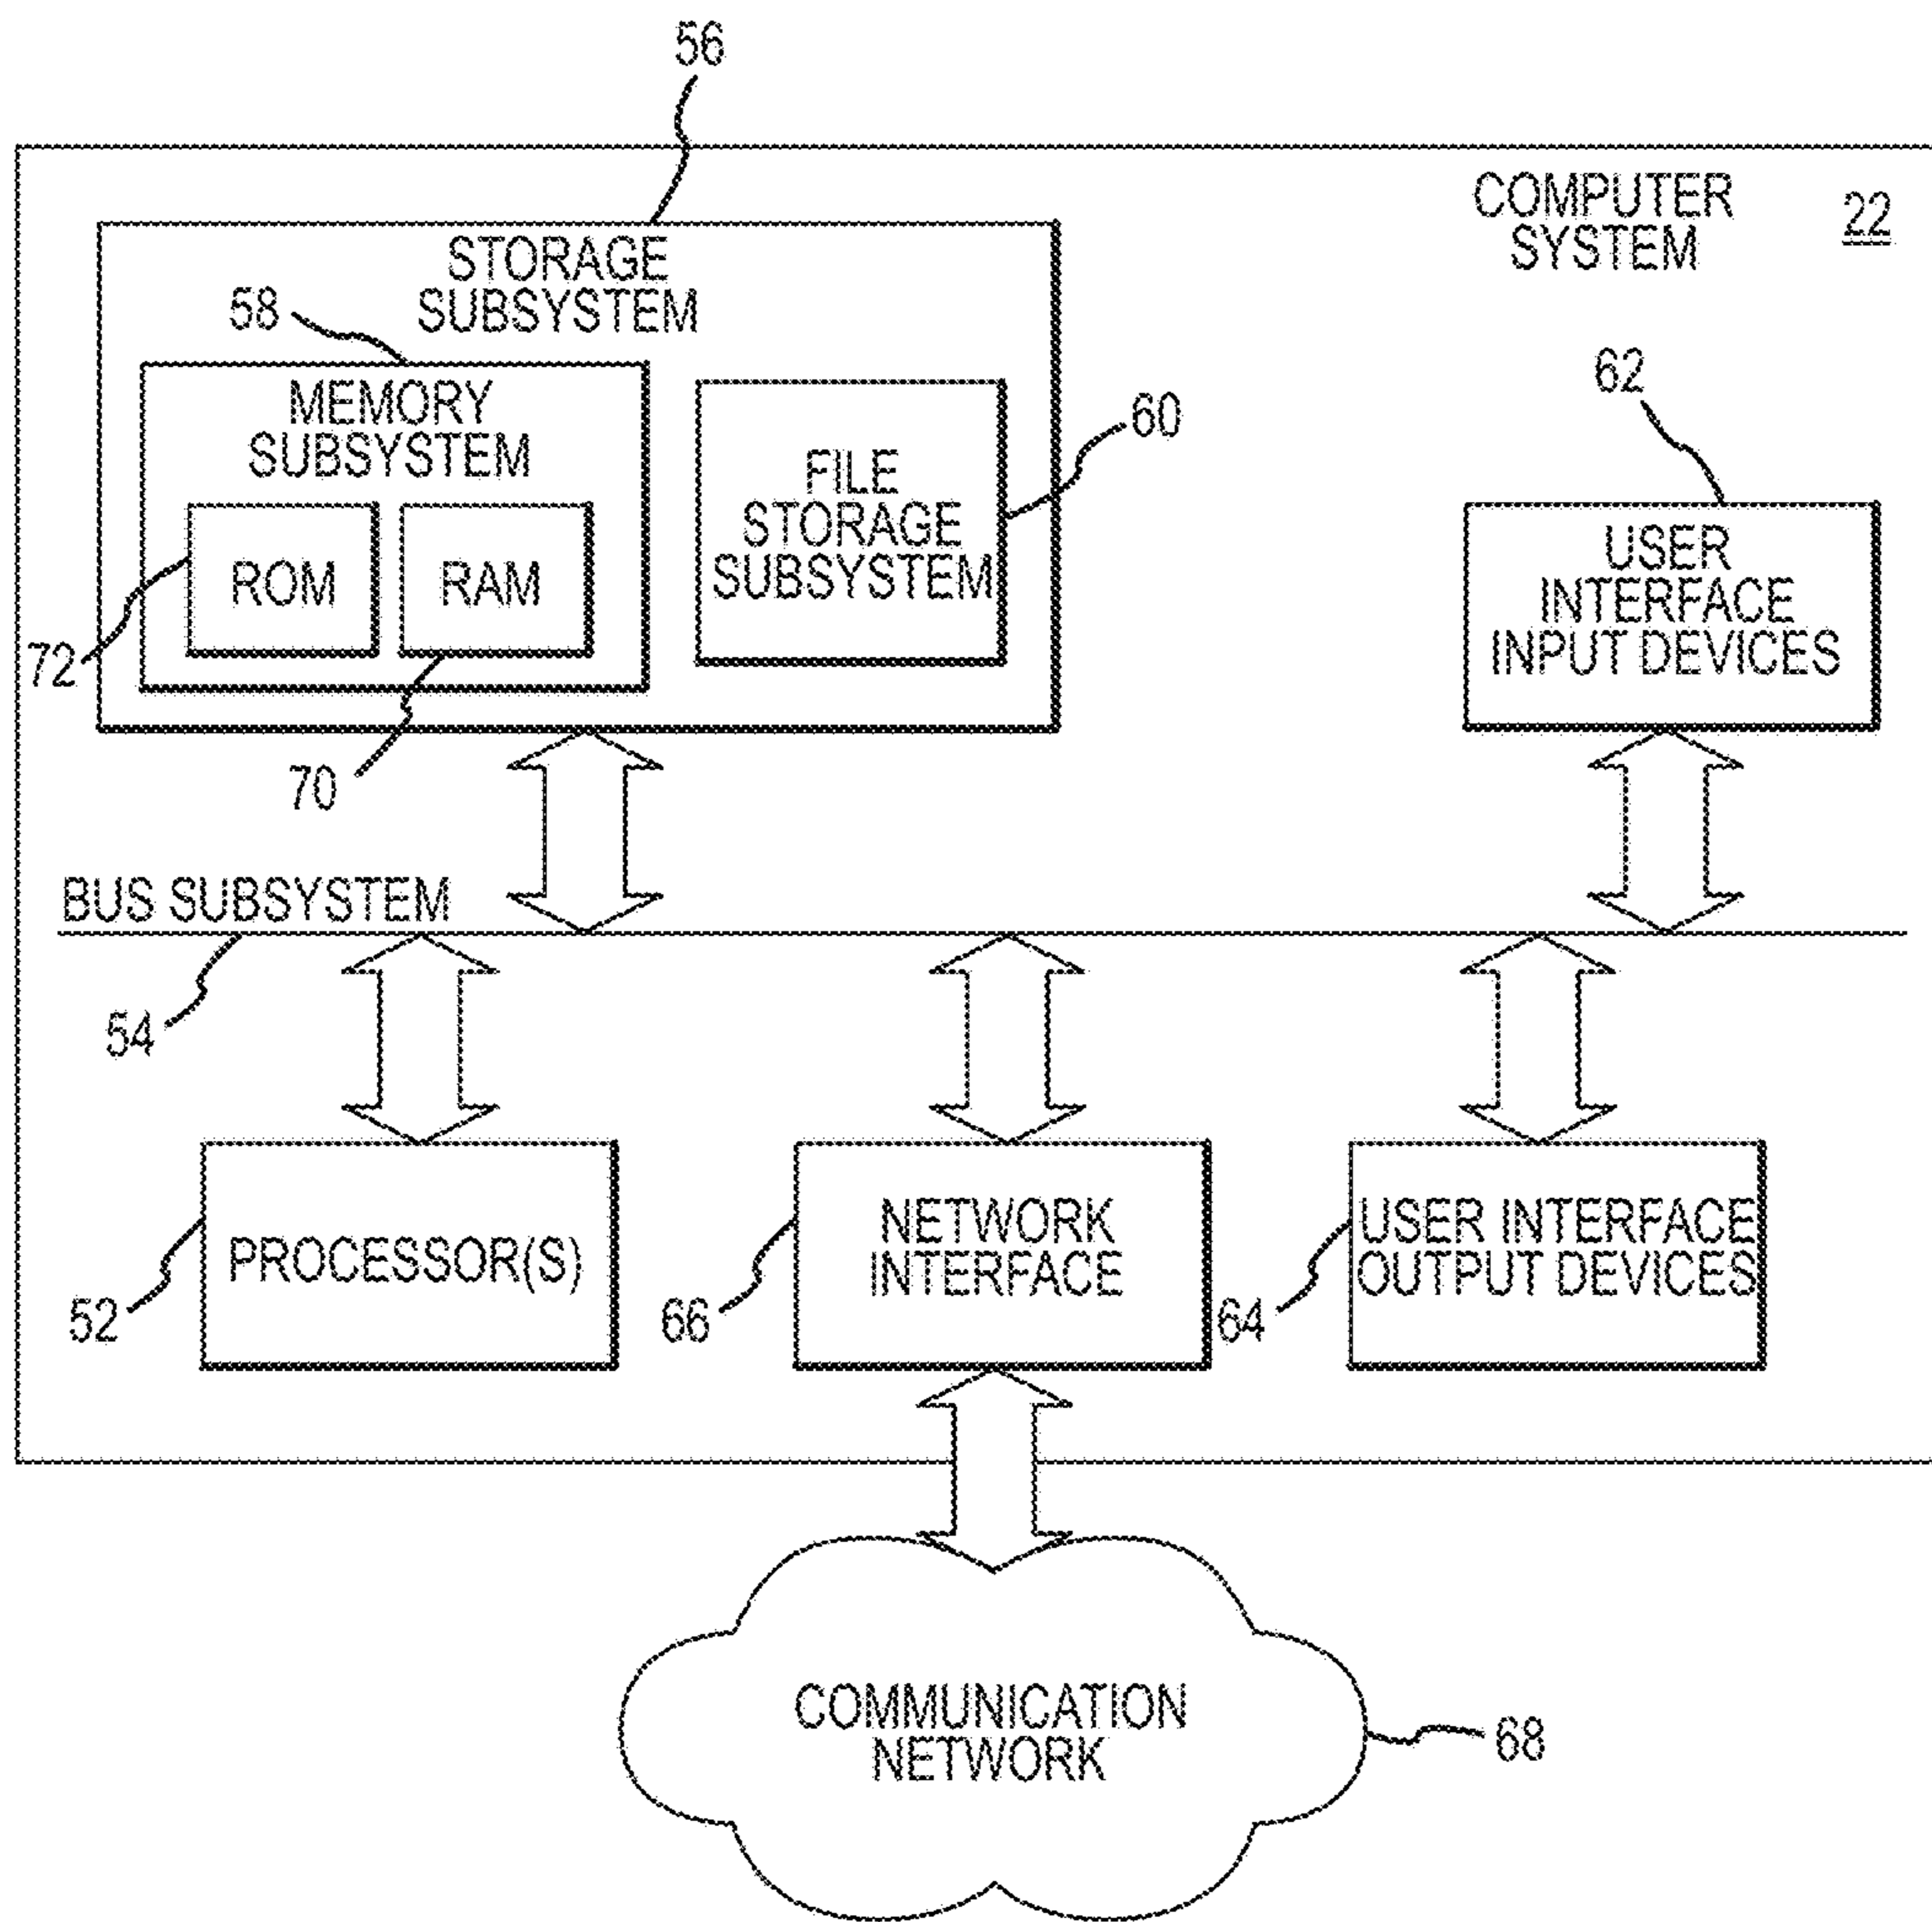 56
COMPUTER
SYSTEM
22
STORAGE
SUBSYSTEM
58
MEMORY
SUBSYSTEM
ROM
RAM
72
70
FILE
STORAGE
SUBSYSTEM
60
62
USER
INTERFACE
INPUT DEVICES
BUS SUBSYSTEM
54
PROCESSOR(S)
52
NETWORK
INTERFACE
66
USER INTERFACE
OUTPUT DEVICES
64
COMMUNICATION
NETWORK
68